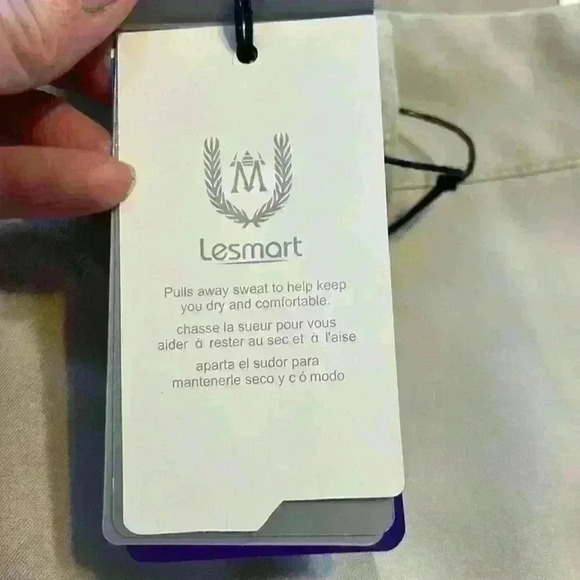 M
Lesmart
Pulls away sweat to help keep
you dry and comfortable.
chasse la sueur pour vous
aider à rester au sec et à l'aise
aparta el sudor para
mantenerle seco y c ó modo